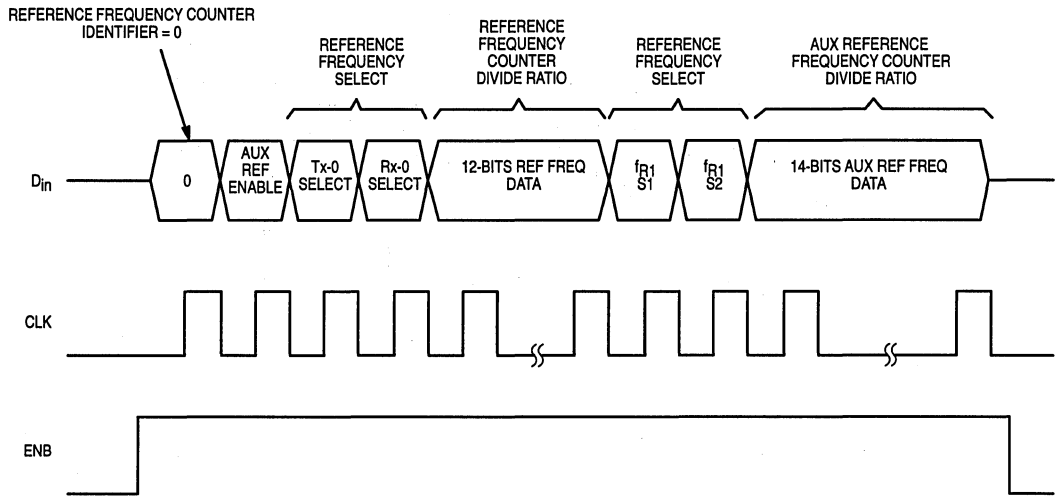 REFERENCE FREQUENCY COUNTER
IDENTIFIER = 0
REFERENCE
FREQUENCY
SELECT
REFERENCE
FREQUENCY
COUNTER
DIVIDE RATIO
REFERENCE
FREQUENCY
SELECT
AUX REFERENCE
FREQUENCY COUNTER
DIVIDE RATIO
Din
0
AUX
REF
ENABLE
Tx-0
SELECT
Rx-0
SELECT
12-BITS REF FREQ
DATA
fR1
S1
fR1
S2
14-BITS AUX REF FREQ
DATA
CLK
ENB